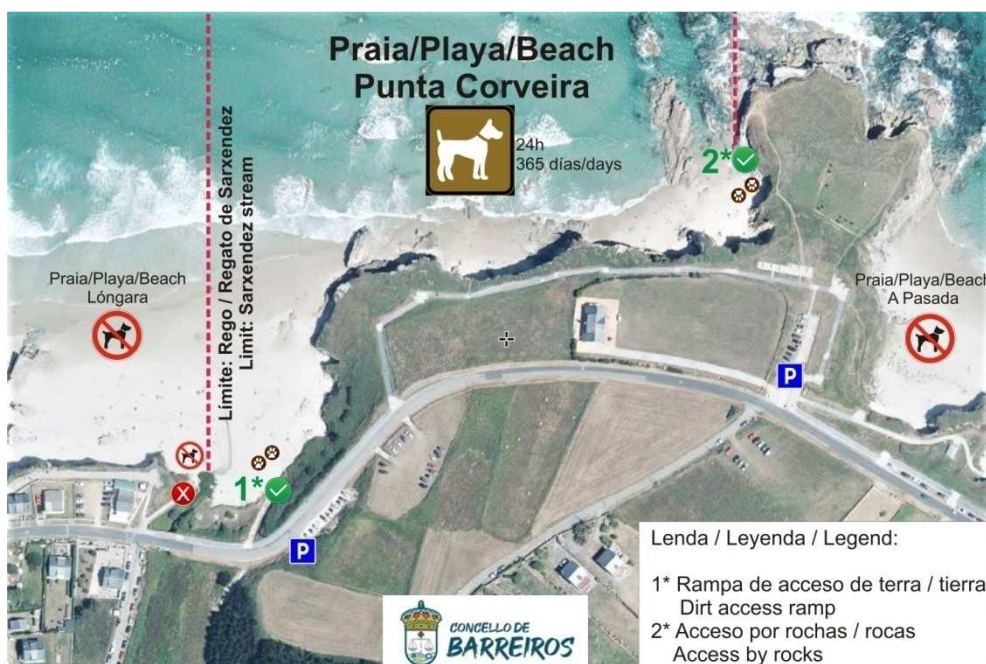 Praia/Playa/Beach
Punta Corveira
24h
365 días/days
2*
Límite: Rego / Regato de Sarxendez
Limit: Sarxendez stream
Praia/Playa/Beach
Lóngara
Praia/Playa/Beach
A Pasada
P
X
1*
P
Lenda / Leyenda / Legend:
1* Rampa de acceso de terra / tierra
Dirt access ramp
2* Acceso por rochas / rocas
Access by rocks
CONCELLO DE
BARREIROS